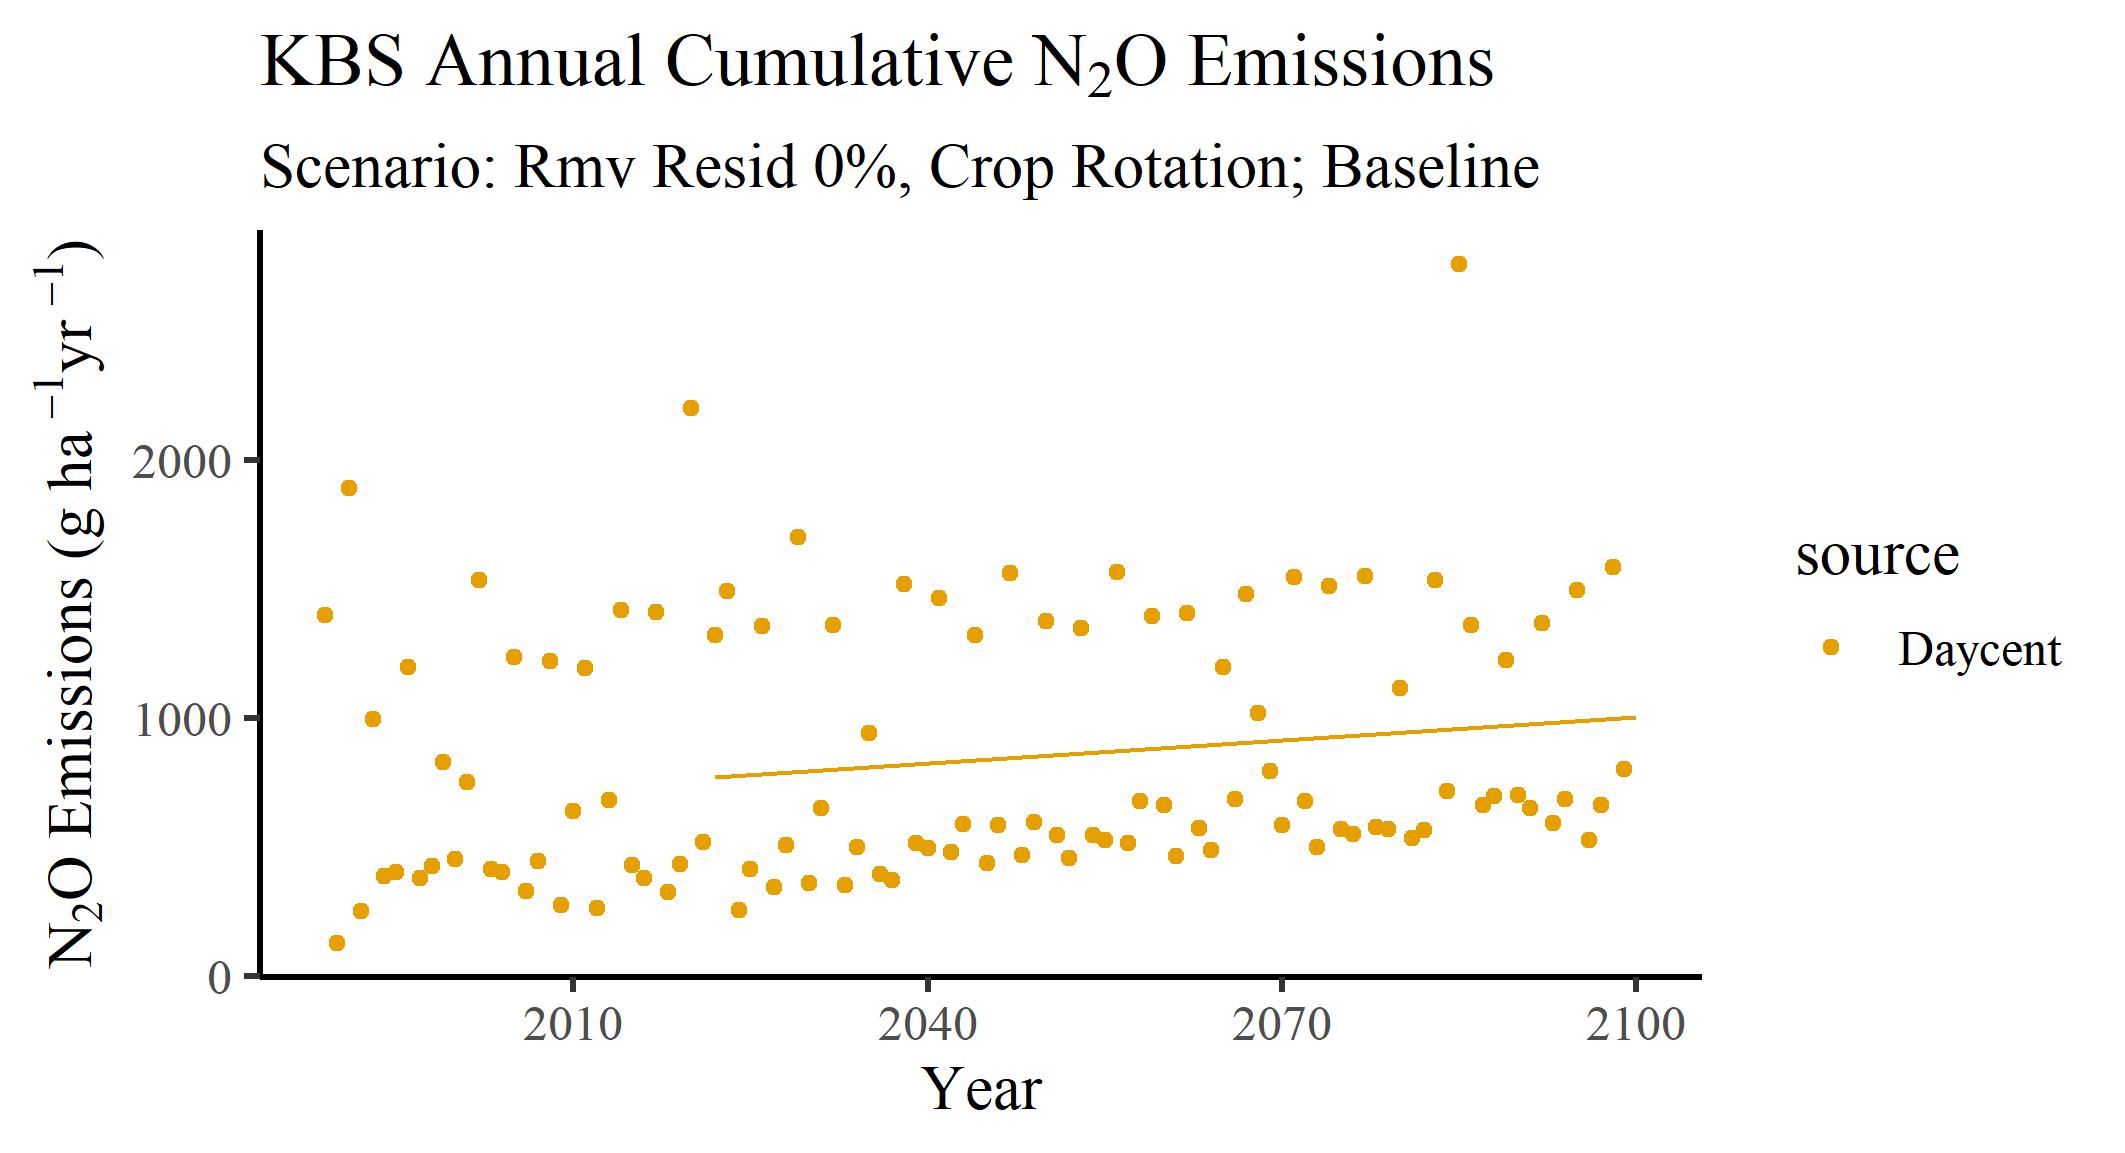 KBS Annual Cumulative N₂O Emissions
Scenario: Rmv Resid 0%, Crop Rotation; Baseline
N₂O Emissions (g ha⁻¹yr⁻¹)
2000
1000
0
2010
2040
2070
2100
Year
source
Daycent